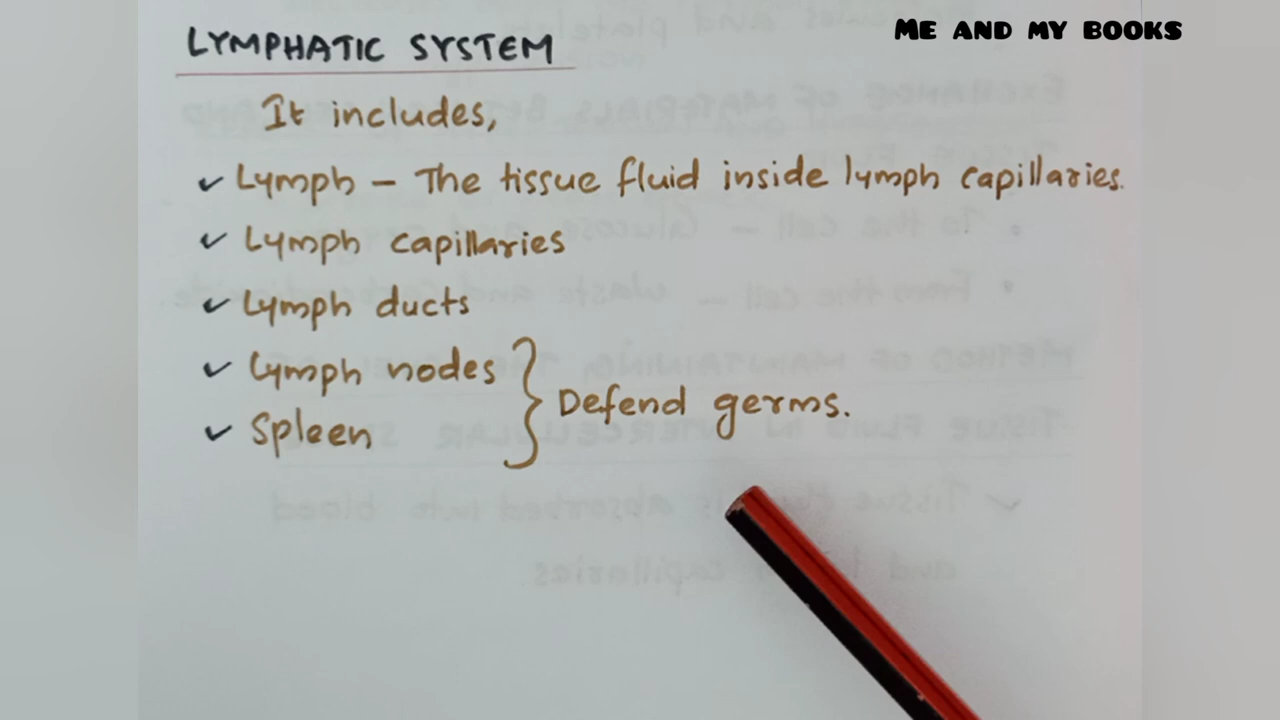 ME AND MY BOOKS
LYMPHATIC SYSTEM
It includes,
✓ Lymph – The tissue fluid inside lymph capillaries.
✓ Lymph capillaries
✓ Lymph ducts
✓ Lymph nodes
✓ Spleen
} Defend germs.